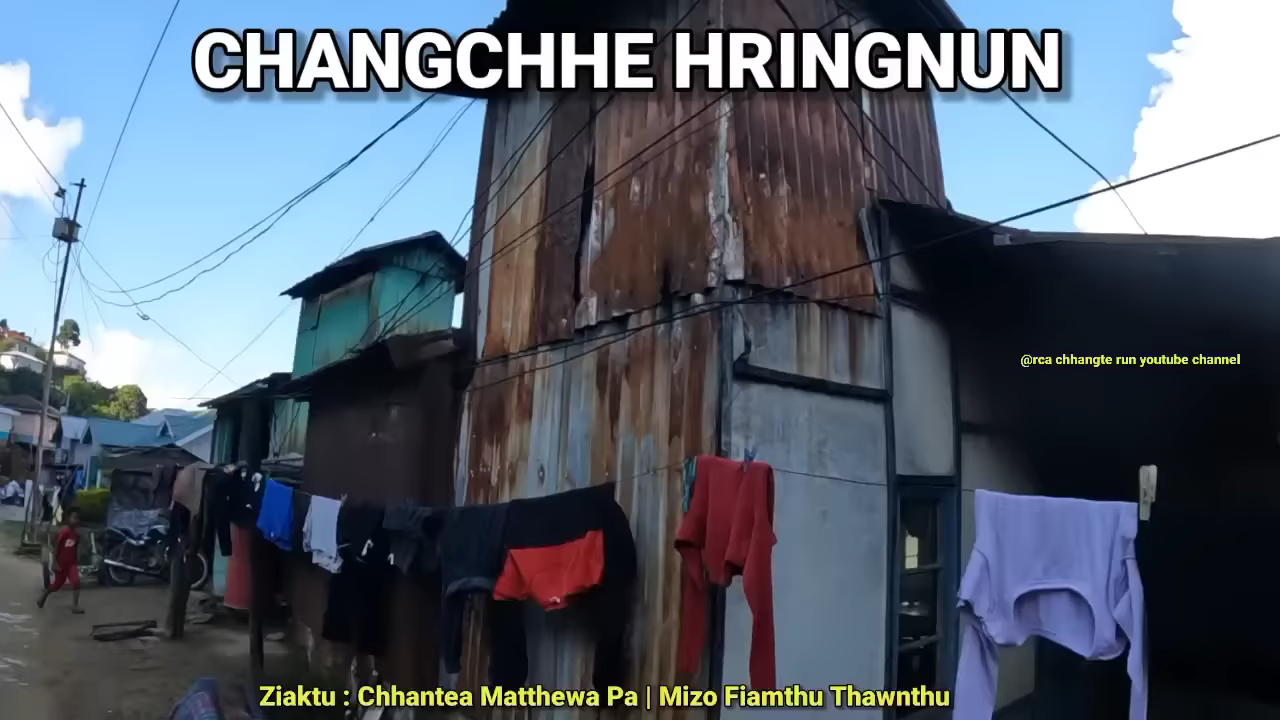 CHANGCHHE HRINGNUN
@rca chhangte run youtube channel
Ziaktu : Chhantea Matthewa Pa | Mizo Fiamthu Thawnthu